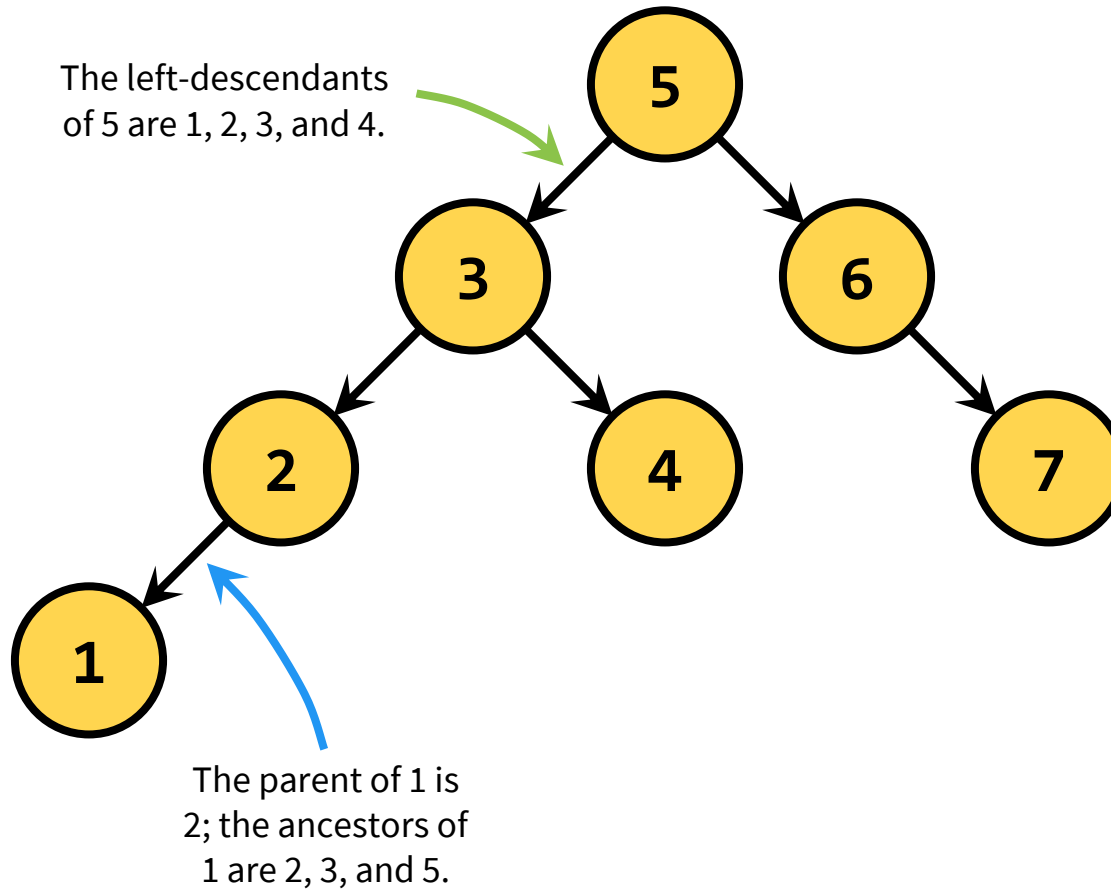 The left-descendants
of 5 are 1, 2, 3, and 4.
5
3
6
2
4
7
1
The parent of 1 is
2; the ancestors of
1 are 2, 3, and 5.